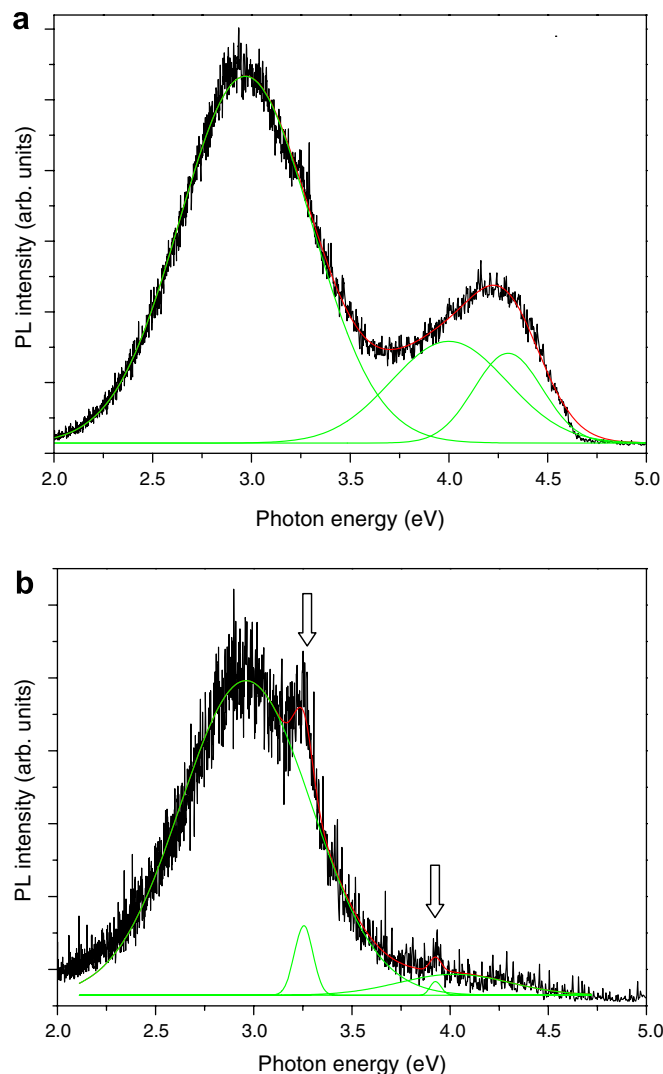 a
PL intensity (arb. units)
2.0 2.5 3.0 3.5 4.0 4.5 5.0
Photon energy (eV)
b
PL intensity (arb. units)
2.0 2.5 3.0 3.5 4.0 4.5 5.0
Photon energy (eV)